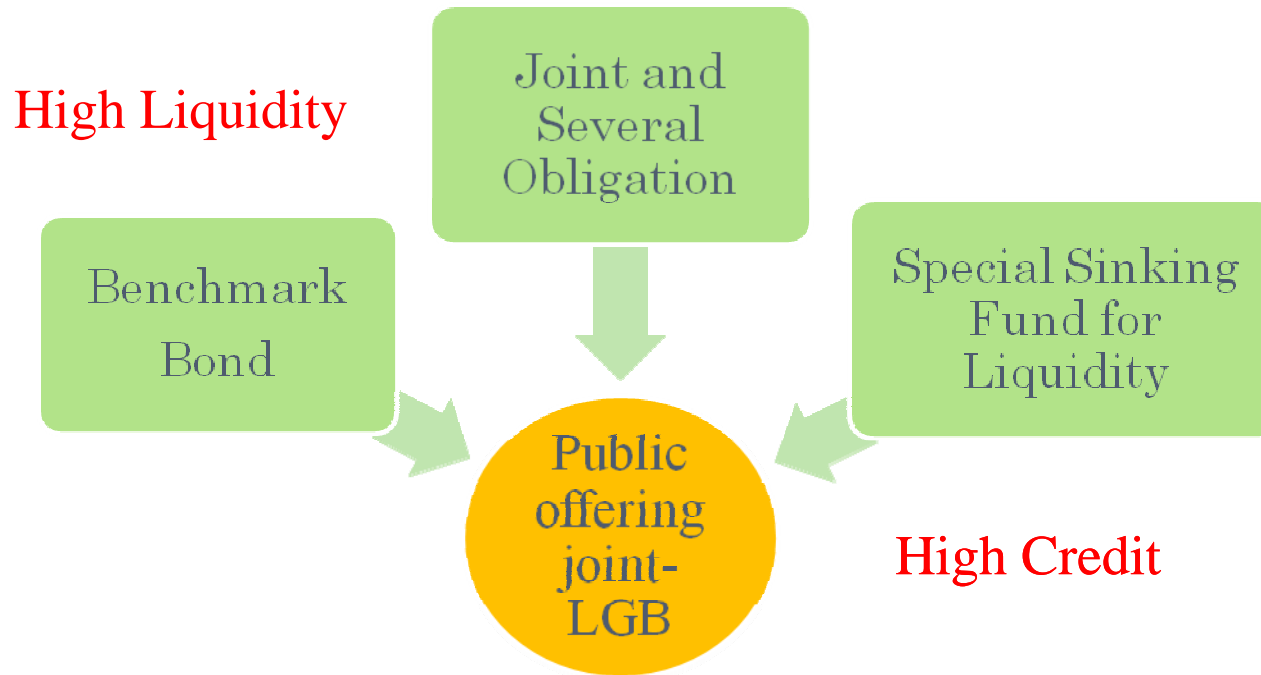 High Liquidity
Joint and
Several
Obligation
Benchmark
Bond
Special Sinking
Fund for
Liquidity
Public
offering
joint-
LGB
High Credit